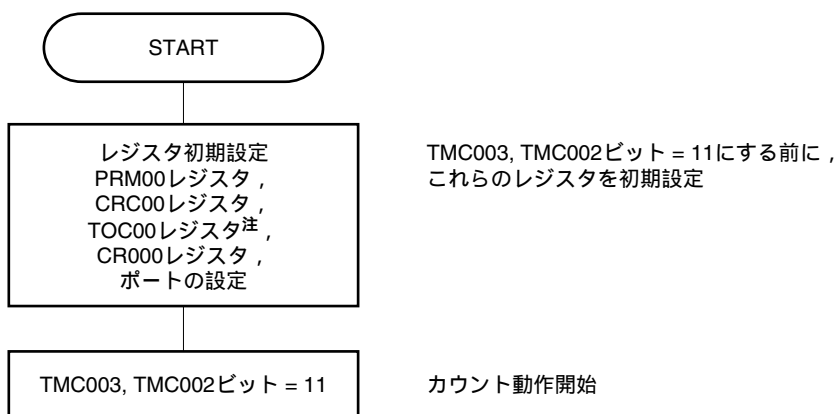 START
レジスタ初期設定
PRM00レジスタ，
CRC00レジスタ，
TOC00レジスタ注，
CR000レジスタ，
ポートの設定
TMC003, TMC002ビット = 11にする前に，
これらのレジスタを初期設定
TMC003, TMC002ビット = 11
カウント動作開始